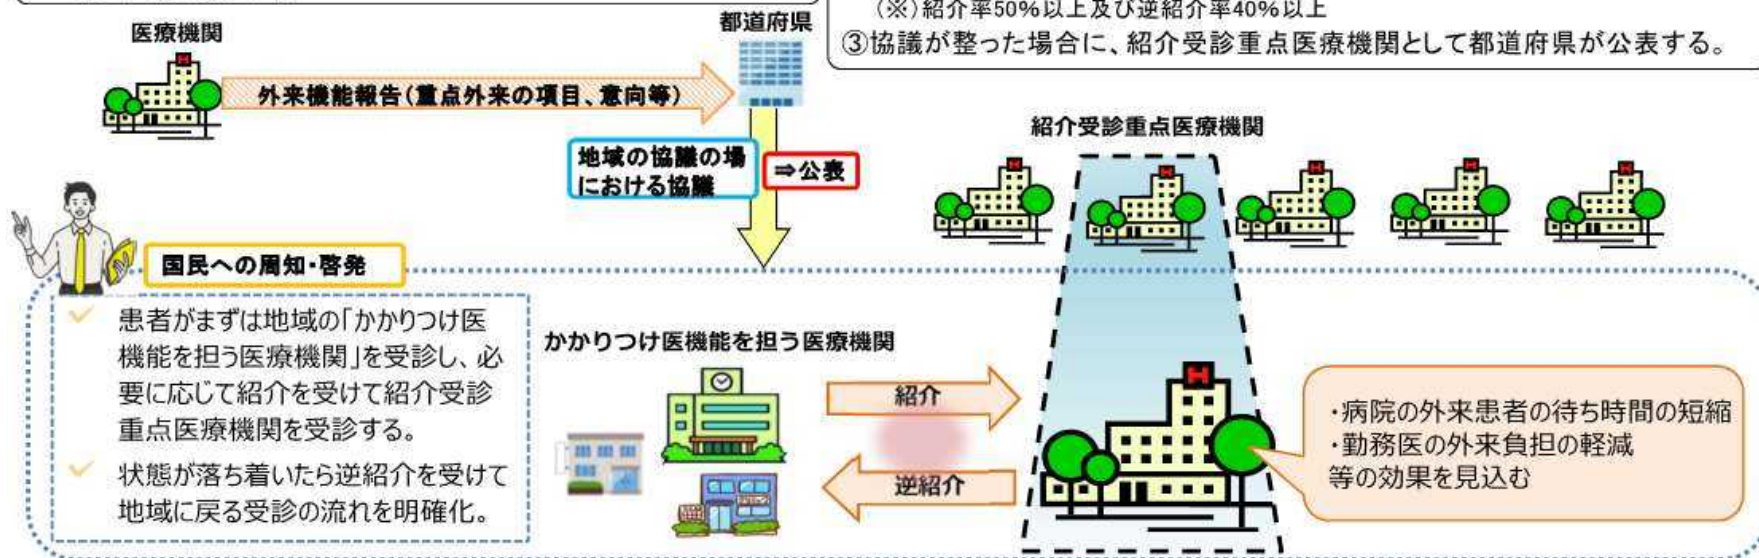 (※)紹介率50%以上及び逆紹介率40%以上
③協議が整った場合に、紹介受診重点医療機関として都道府県が公表する。
医療機関
都道府県
外来機能報告(重点外来の項目、意向等)
地域の協議の場
における協議
⇒公表
紹介受診重点医療機関
H
H
H
H
H
H
国民への周知・啓発
患者がまずは地域の「かかりつけ医
機能を担う医療機関」を受診し、必
要に応じて紹介を受けて紹介受診
重点医療機関を受診する。
状態が落ち着いたら逆紹介を受けて
地域に戻る受診の流れを明確化。
かかりつけ医機能を担う医療機関
紹介
逆紹介
H
・病院の外来患者の待ち時間の短縮
・勤務医の外来負担の軽減
等の効果を見込む